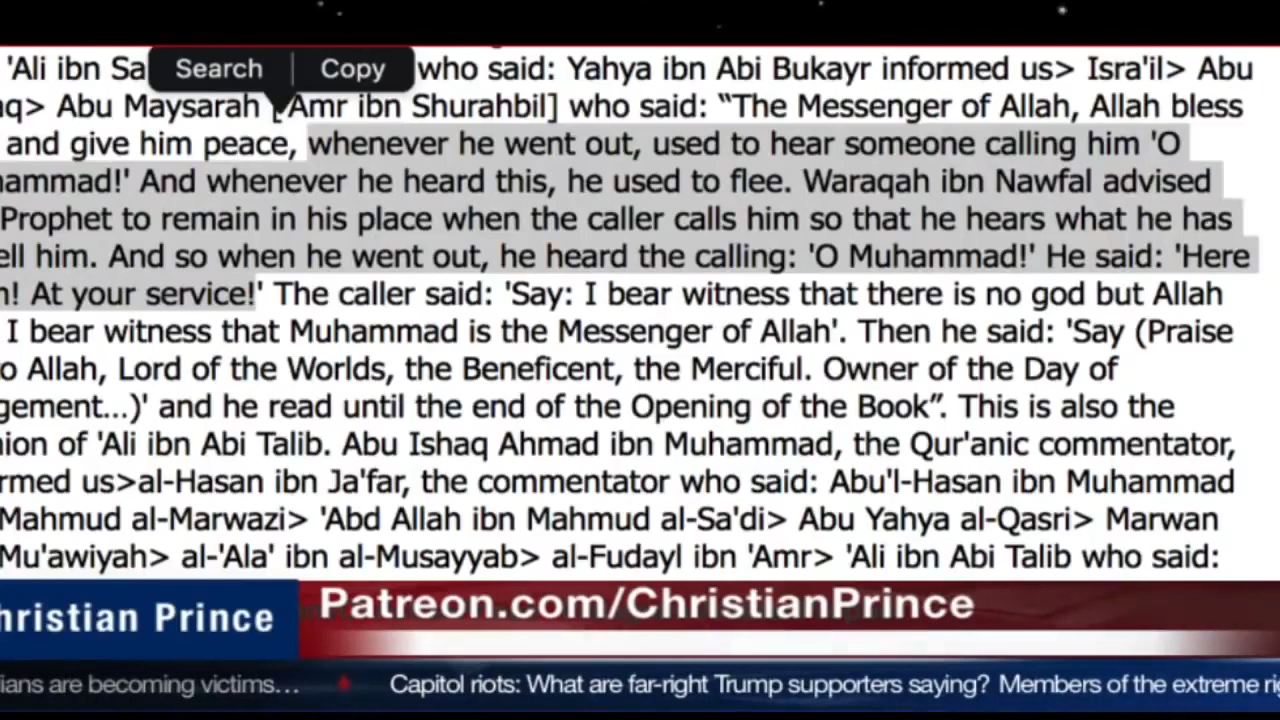 'Ali ibn Sa
Search
Copy
who said: Yahya ibn Abi Bukayr informed us> Isra'il> Abu
aq> Abu Maysarah ['Amr ibn Shurahbil] who said: “The Messenger of Allah, Allah bless
and give him peace, whenever he went out, used to hear someone calling him 'O
ammad!' And whenever he heard this, he used to flee. Waraqah ibn Nawfal advised
Prophet to remain in his place when the caller calls him so that he hears what he has
ell him. And so when he went out, he heard the calling: 'O Muhammad!' He said: 'Here
! At your service!' The caller said: 'Say: I bear witness that there is no god but Allah
I bear witness that Muhammad is the Messenger of Allah'. Then he said: 'Say (Praise
o Allah, Lord of the Worlds, the Beneficent, the Merciful. Owner of the Day of
gement...)' and he read until the end of the Opening of the Book”. This is also the
nion of 'Ali ibn Abi Talib. Abu Ishaq Ahmad ibn Muhammad, the Qur'anic commentator,
rmed us>al-Hasan ibn Ja'far, the commentator who said: Abu'l-Hasan ibn Muhammad
Mahmud al-Marwazi> 'Abd Allah ibn Mahmud al-Sa'di> Abu Yahya al-Qasri> Marwan
Mu'awiyah> al-'Ala' ibn al-Musayyab> al-Fudayl ibn 'Amr> 'Ali ibn Abi Talib who said:
hristian Prince
Patreon.com/ChristianPrince
ians are becoming victims... Capitol riots: What are far-right Trump supporters saying? Members of the extreme rig